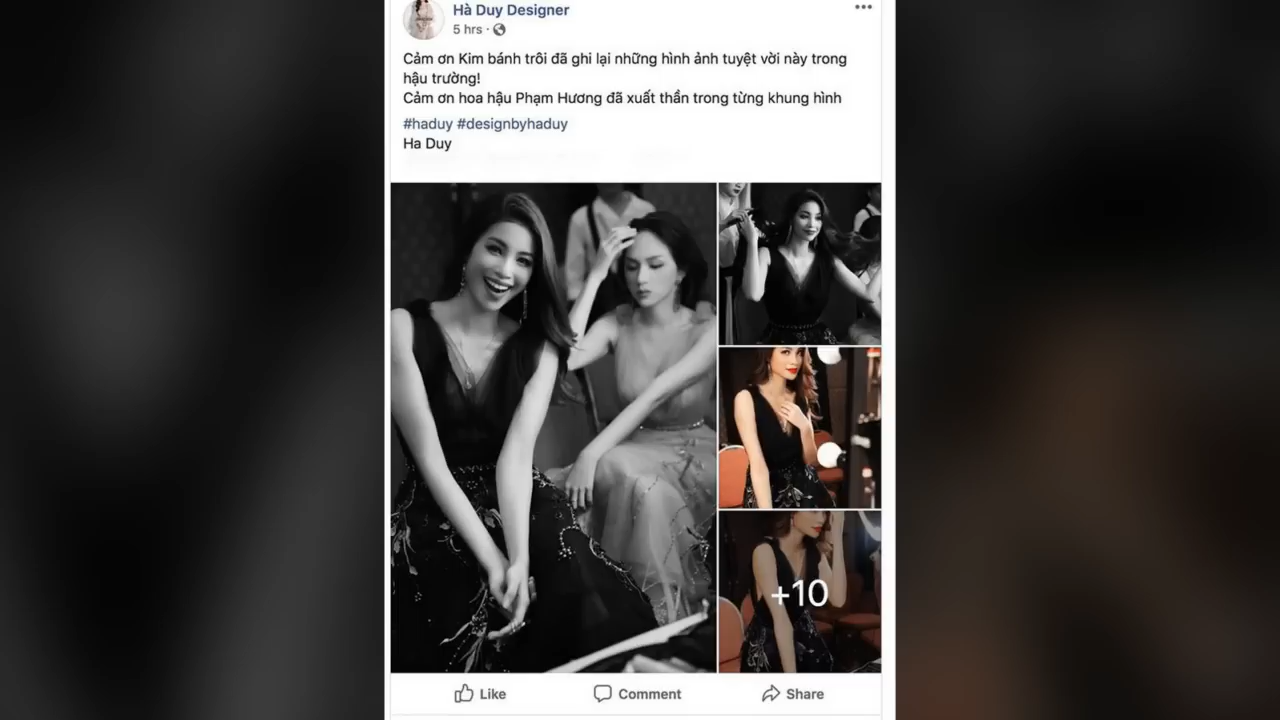 Hà Duy Designer
5 hrs ·
Cảm ơn Kim bánh trôi đã ghi lại những hình ảnh tuyệt vời này trong
hậu trường!
Cảm ơn hoa hậu Phạm Hương đã xuất thần trong từng khung hình
#haduy #designbyhaduy
Ha Duy
+10
Like
Comment
Share